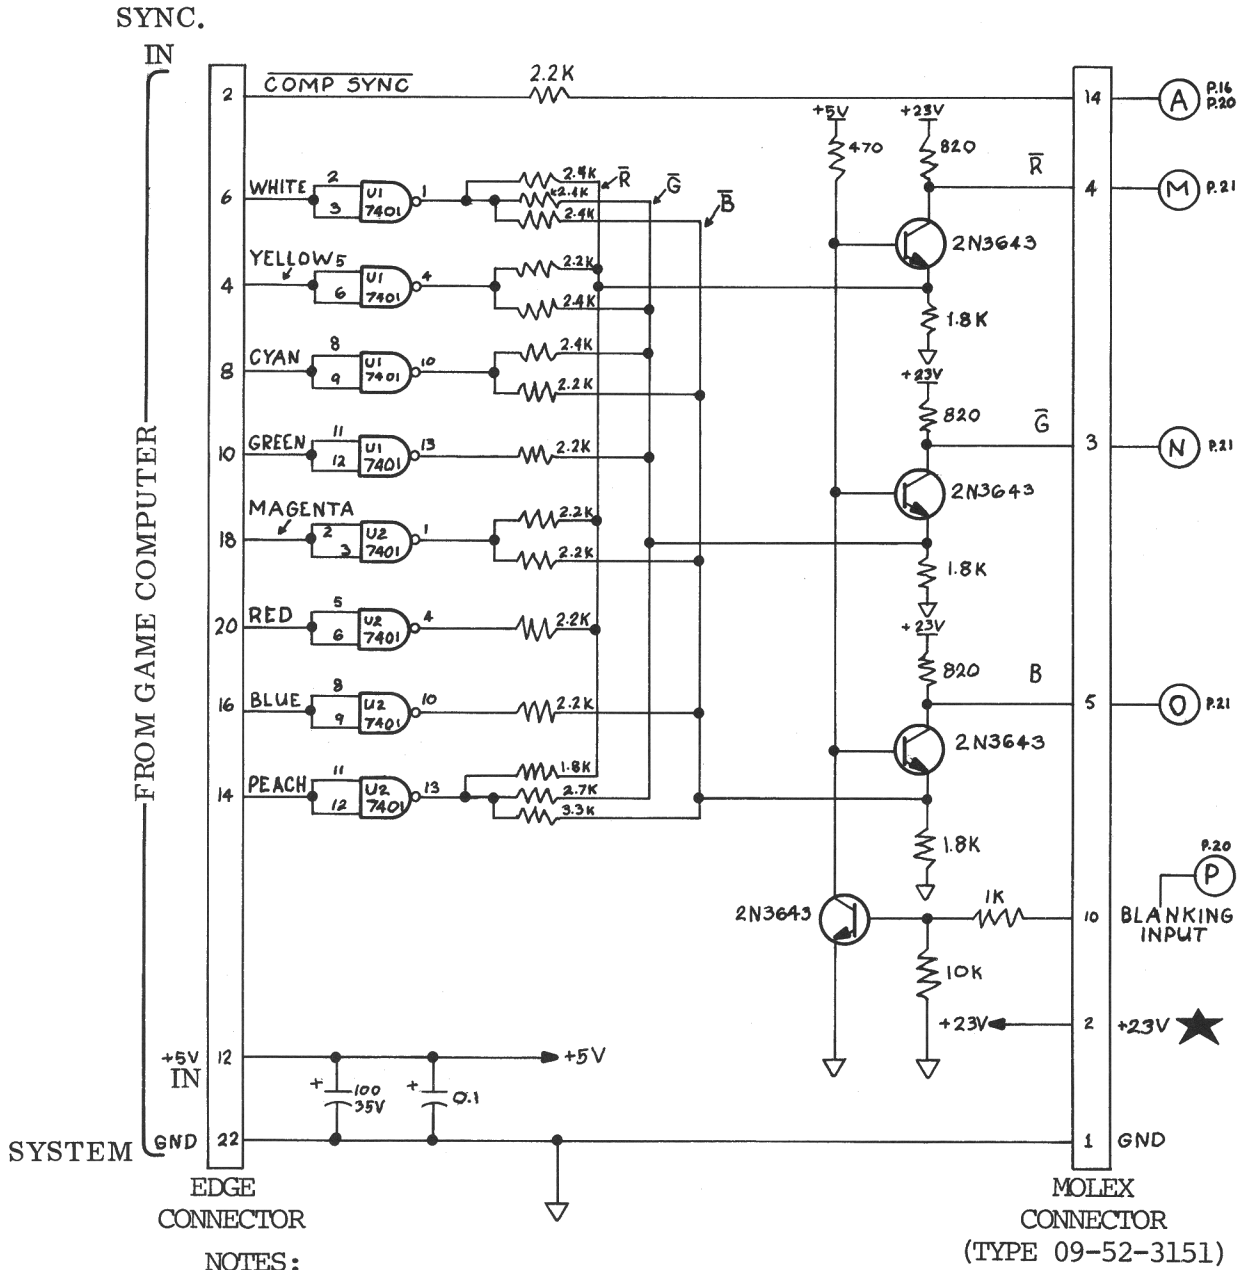 SYNC.
IN
2 COMP SYNC 2.2K 14 A P.16 P.20
+5V +23V
470 820 R̅
6 WHITE 2 3 U1 7401 1 2.4K 2.4K 2.4K R̅ G̅ B̅ 4 M P.21
2N3643
4 YELLOW 5 6 U1 7401 4 2.2K 2.4K
1.8K
8 CYAN 8 9 U1 7401 10 2.4K 2.2K
+23V
820 G̅
10 GREEN 11 12 U1 7401 13 2.2K 3 N P.21
2N3643
18 MAGENTA 2 3 U2 7401 1 2.2K 2.2K
1.8K
20 RED 5 6 U2 7401 4 2.2K
+23V
820 B
16 BLUE 8 9 U2 7401 10 2.2K 5 O P.21
2N3643
14 PEACH 11 12 U2 7401 13 1.8K 2.7K 3.3K
1.8K
FROM GAME COMPUTER
P.20
P
2N3643 1K 10 BLANKING
INPUT
10K
+23V 2 +23V
+5V 12 +5V
IN
+ 100 35V + 0.1
SYSTEM GND 22 1 GND
EDGE
CONNECTOR
MOLEX
CONNECTOR
(TYPE 09-52-3151)
NOTES: